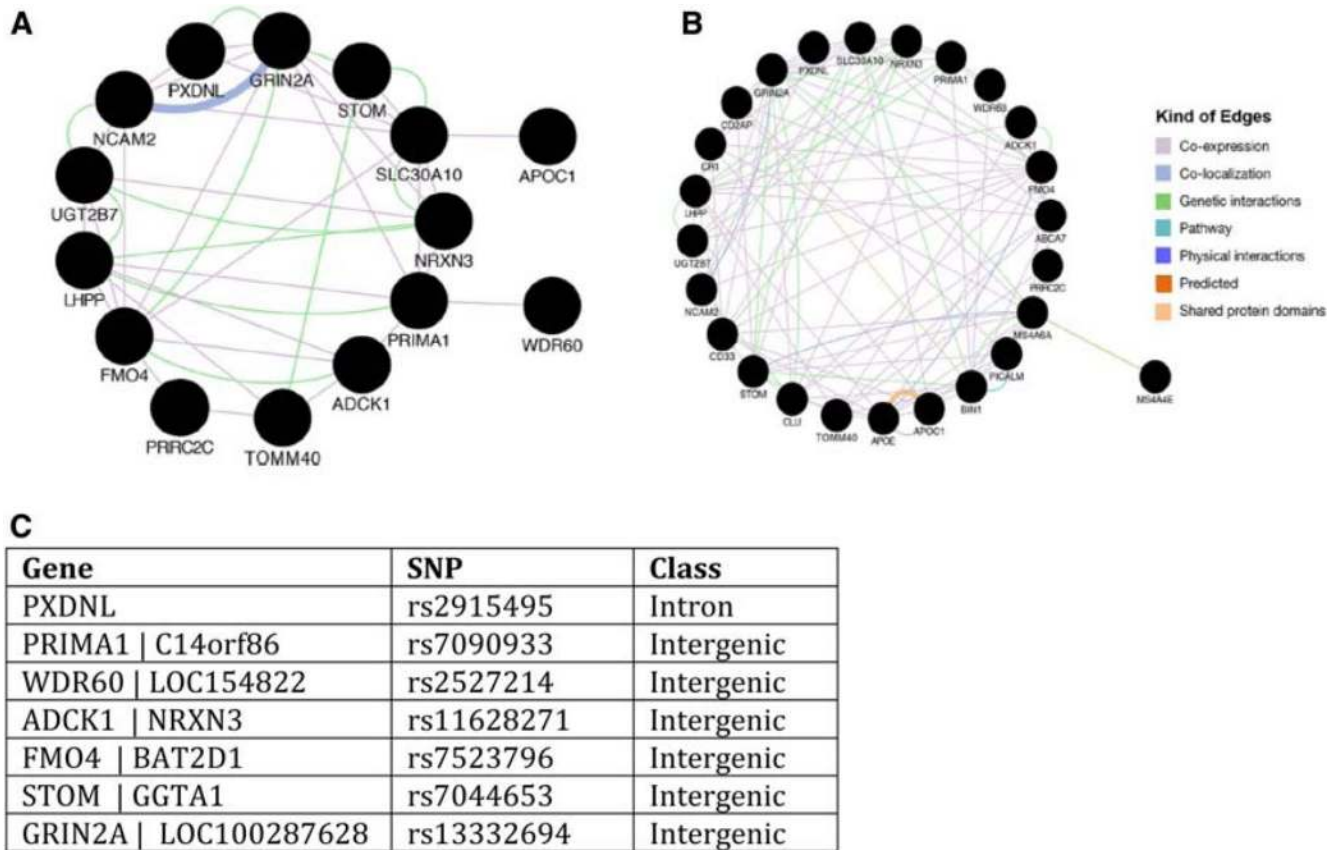 A
PXDNL
GRIN2A
STOM
NCAM2
SLC30A10
APOC1
UGT2B7
NRXN3
LHPP
PRIMA1
WDR60
FMO4
ADCK1
PRRC2C
TOMM40
B
SLC30A10
NRXN3
PXDNL
PRIMA1
GRIN2A
WDR60
CD2AP
ADCK1
CR1
FMO4
LHPP
ABCA7
UGT2B7
PRRC2C
NCAM2
MS4A6A
CD33
PICALM
STOM
BIN1
MS4A4E
CLU
TOMM40
APOE
APOC1
Kind of Edges
Co-expression
Co-localization
Genetic interactions
Pathway
Physical interactions
Predicted
Shared protein domains
C
Gene SNP Class
PXDNL rs2915495 Intron
PRIMA1 | C14orf86 rs7090933 Intergenic
WDR60 | LOC154822 rs2527214 Intergenic
ADCK1 | NRXN3 rs11628271 Intergenic
FMO4 | BAT2D1 rs7523796 Intergenic
STOM | GGTA1 rs7044653 Intergenic
GRIN2A | LOC100287628 rs13332694 Intergenic